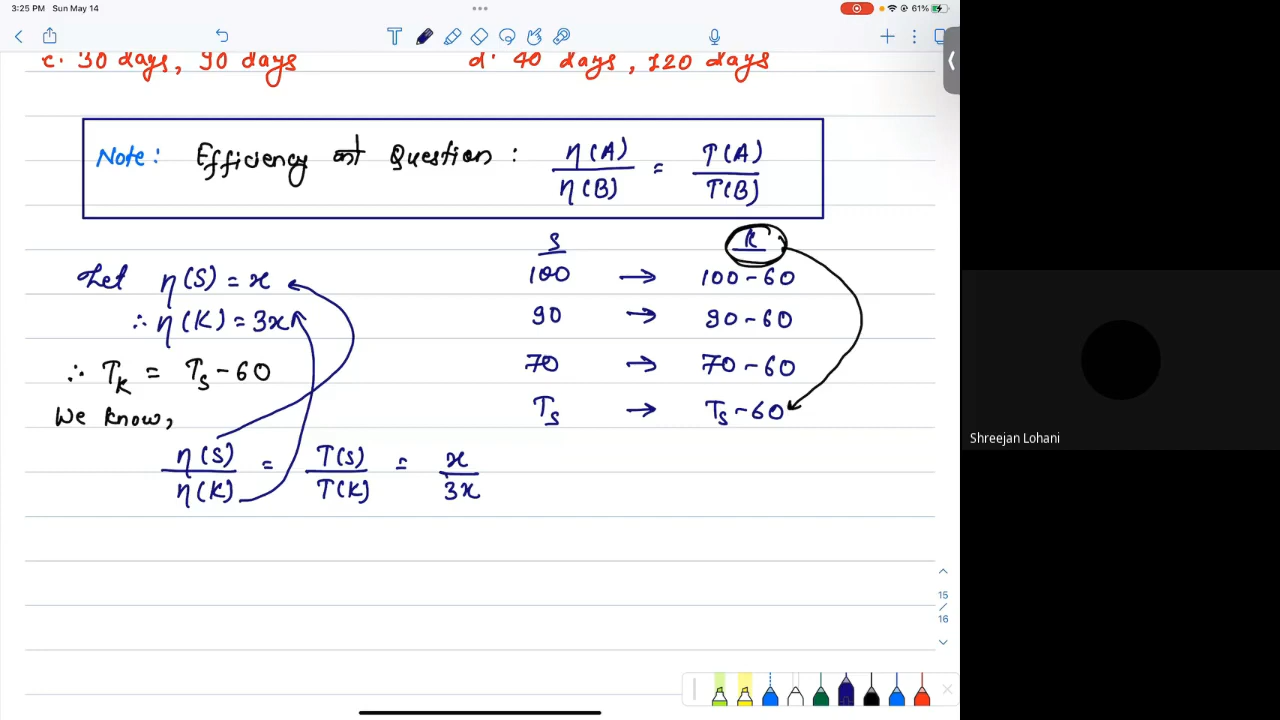 3:25 PM Sun May 14
61%
c. 30 days, 90 days
d. 40 days, 120 days
Note: Efficiency Question : η(A)/η(B) = T(A)/T(B)
S K
Let η(S) = x
100 → 100-60
∴ η(K) = 3x
90 → 90-60
∴ T_K = T_S - 60
70 → 70-60
We know,
T_S → T_S - 60
η(S)/η(K) = T(S)/T(K) = x/3x
Shreejan Lohani
15
/
16